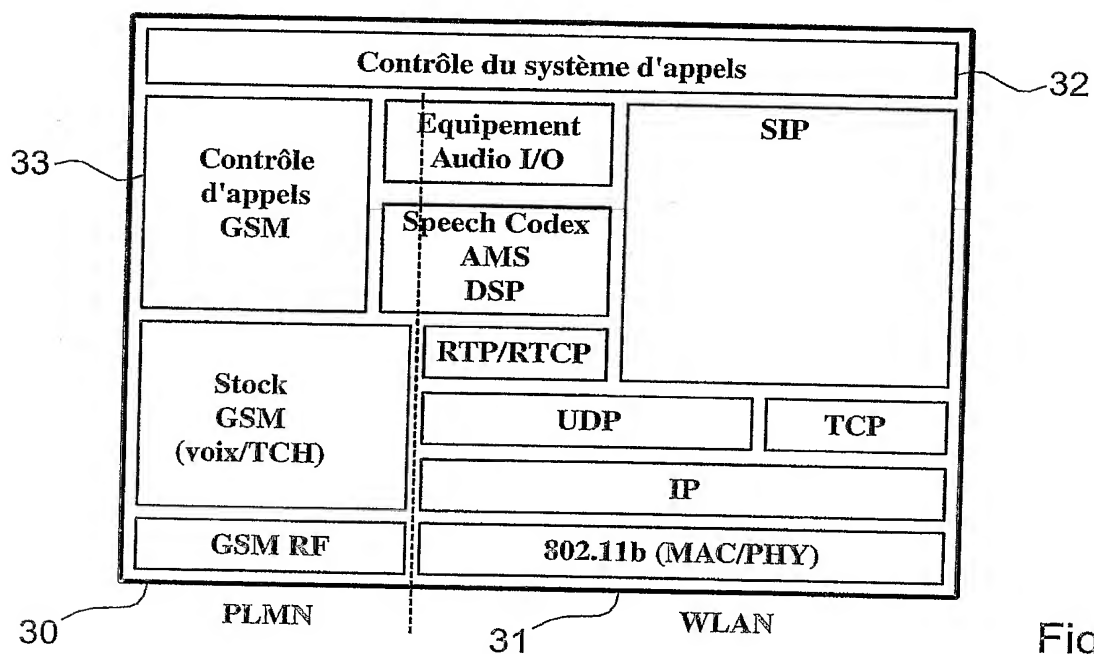 Contrôle du système d'appels
32
33
Contrôle
d'appels
GSM
Equipement
Audio I/O
SIP
Speech Codex
AMS
DSP
Stock
GSM
(voix/TCH)
RTP/RTCP
UDP
TCP
IP
GSM RF
802.11b (MAC/PHY)
30
PLMN
31
WLAN
Fig